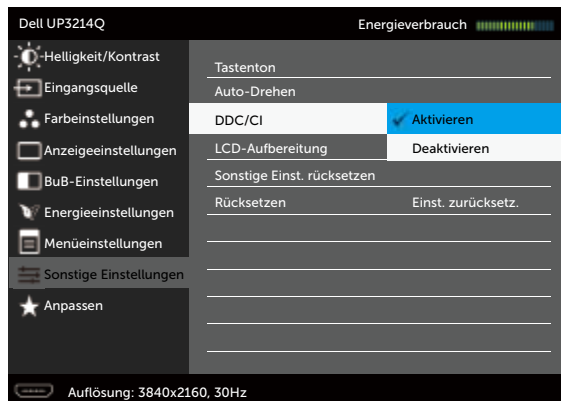 Dell UP3214Q
Energieverbrauch
Helligkeit/Kontrast
Eingangsquelle
Farbeinstellungen
Anzeigeeinstellungen
BuB-Einstellungen
Energieeinstellungen
Menüeinstellungen
Sonstige Einstellungen
Anpassen
Tastenton
Auto-Drehen
DDC/CI
Aktivieren
LCD-Aufbereitung
Deaktivieren
Sonstige Einst. rücksetzen
Rücksetzen
Einst. zurücksetz.
Auflösung: 3840x2160, 30Hz